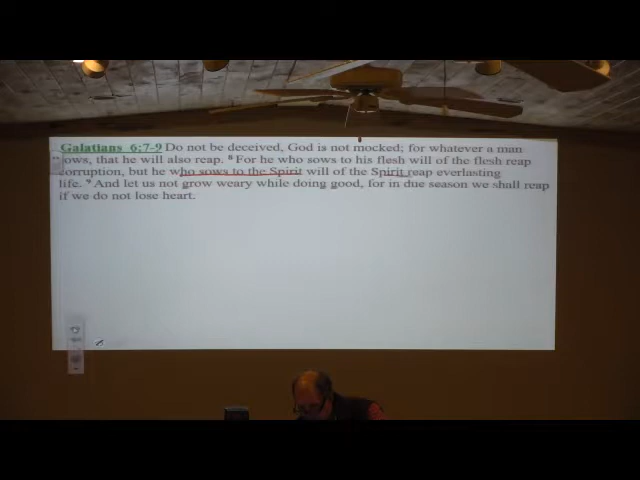 Galatians 6:7-9 Do not be deceived, God is not mocked; for whatever a man
sows, that he will also reap. 8 For he who sows to his flesh will of the flesh reap
corruption, but he who sows to the Spirit will of the Spirit reap everlasting
life. 9 And let us not grow weary while doing good, for in due season we shall reap
if we do not lose heart.